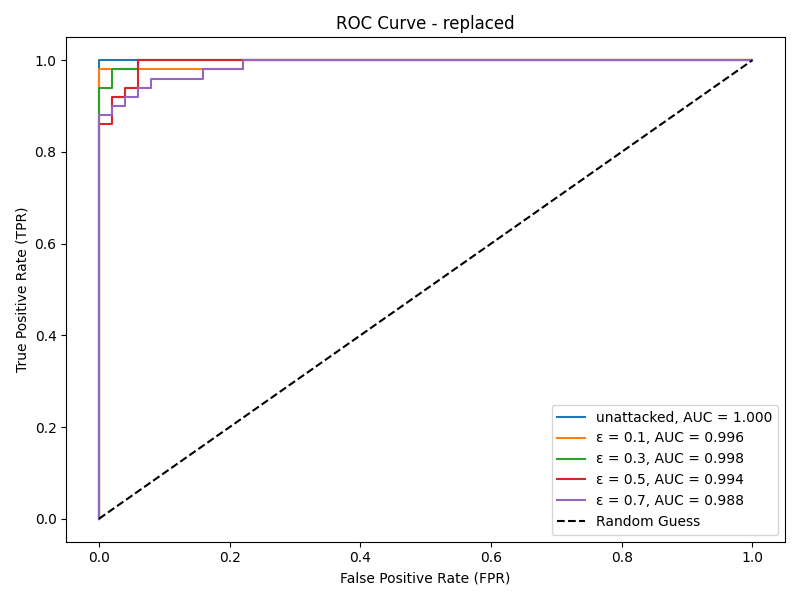 ROC Curve - replaced
True Positive Rate (TPR)
1.0
0.8
0.6
0.4
0.2
0.0
0.0 0.2 0.4 0.6 0.8 1.0
False Positive Rate (FPR)
unattacked, AUC = 1.000
ε = 0.1, AUC = 0.996
ε = 0.3, AUC = 0.998
ε = 0.5, AUC = 0.994
ε = 0.7, AUC = 0.988
Random Guess